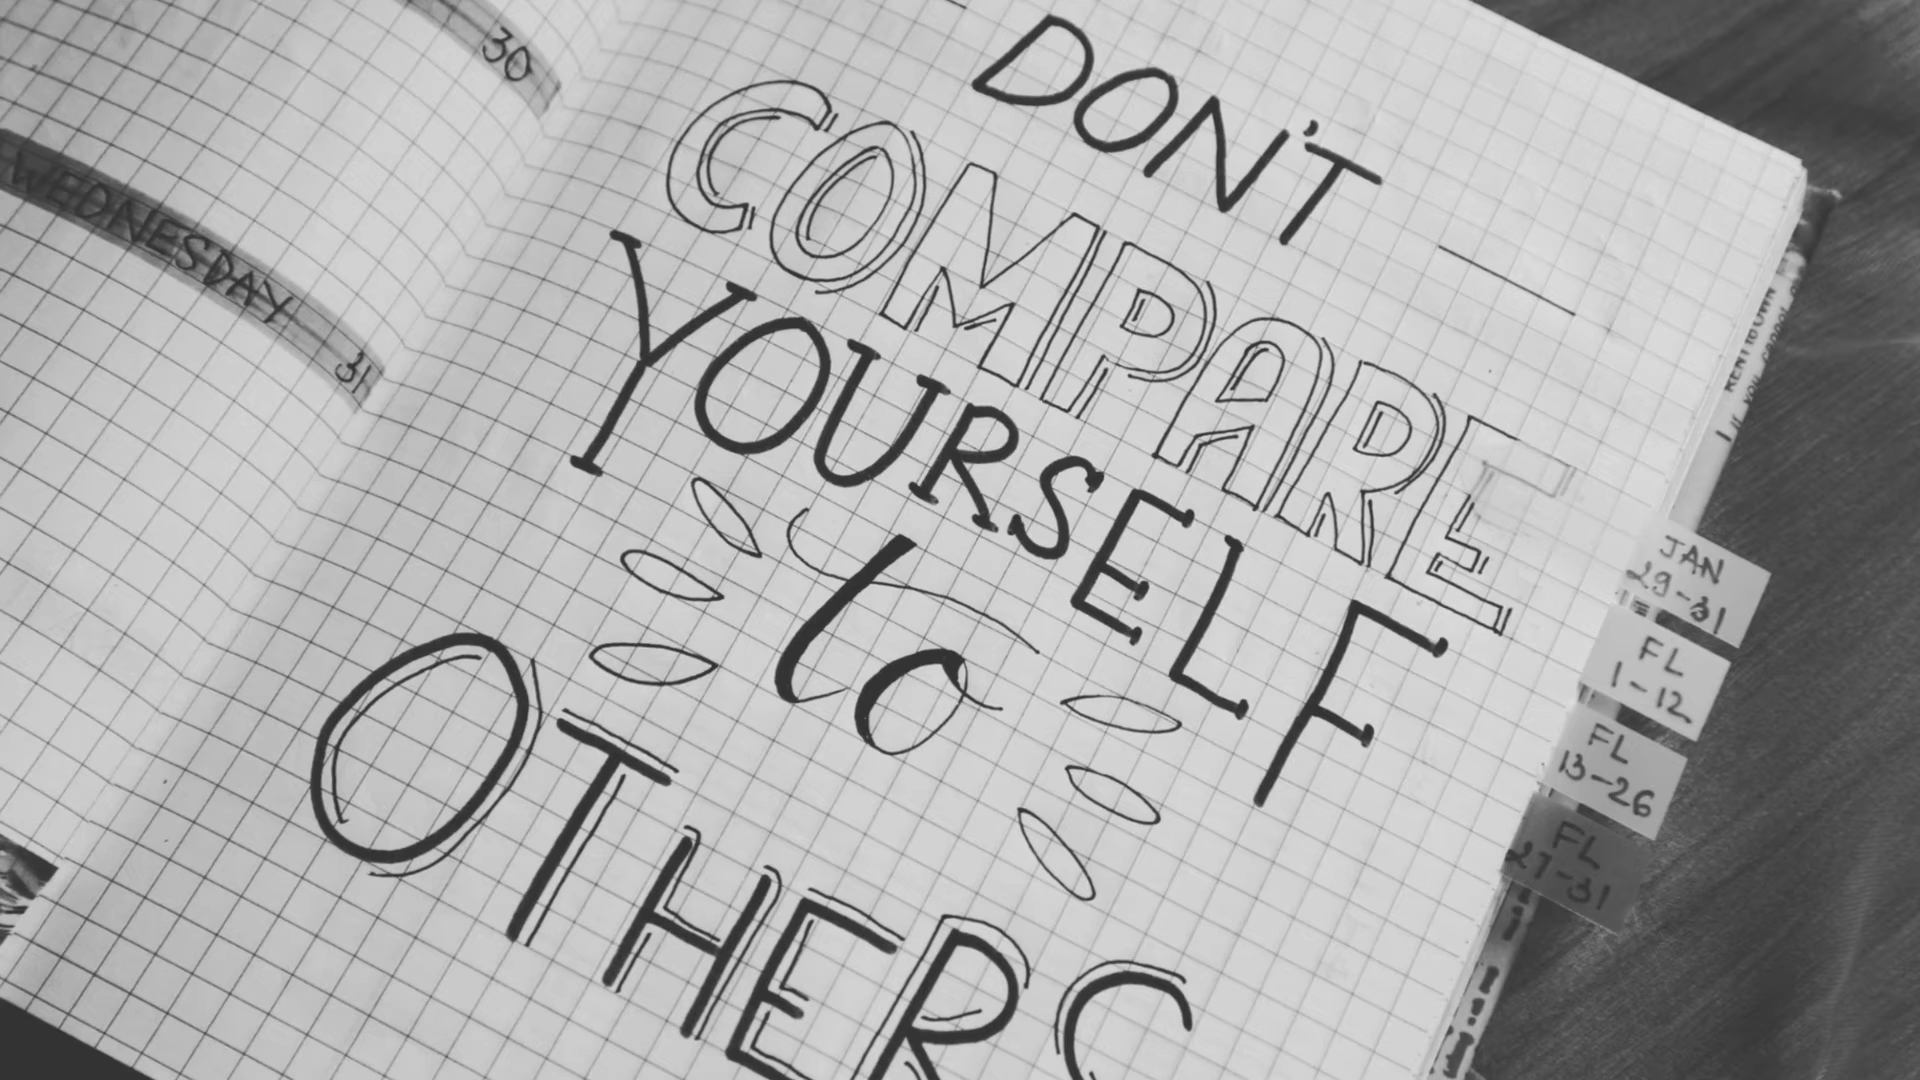 30
WEDNESDAY 31
DON'T
COMPARE
YOURSELF
to
OTHERS
JAN
29-31
FL
1-12
FL
13-26
FL
27-31